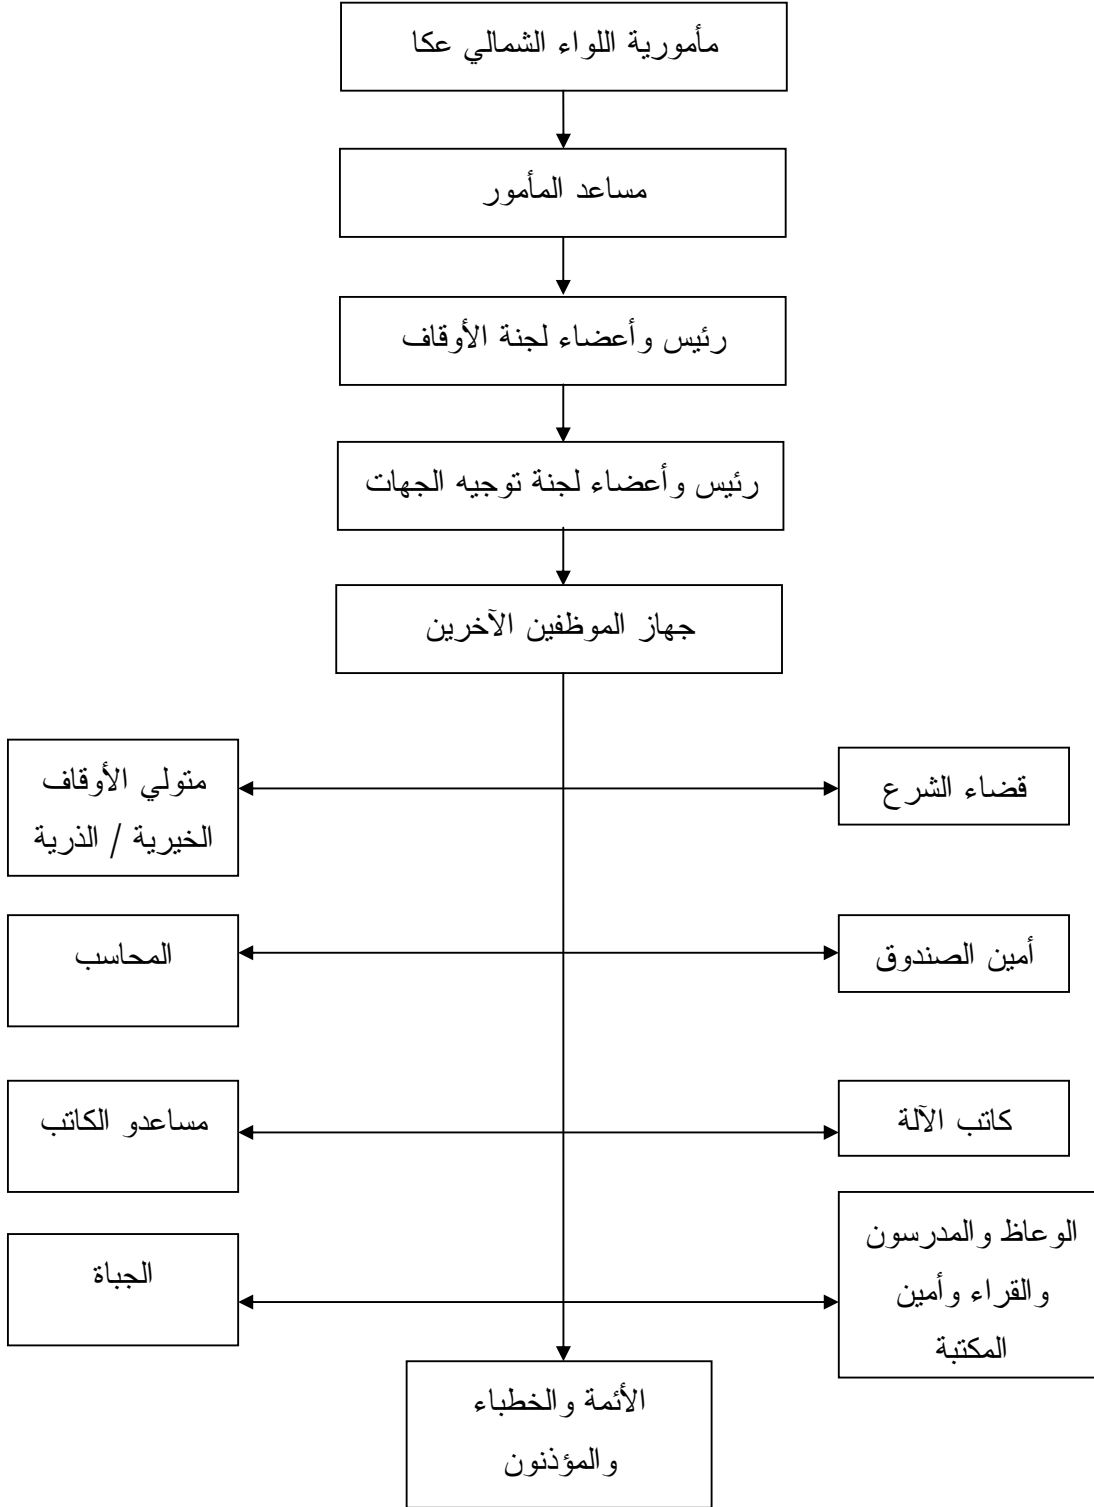 مأمورية اللواء الشمالي عكا
مساعد المأمور
رئيس وأعضاء لجنة الأوقاف
رئيس وأعضاء لجنة توجيه الجهات
جهاز الموظفين الآخرين
قضاء الشرع
متولي الأوقاف
الخيرية / الذرية
أمين الصندوق
المحاسب
كاتب الآلة
مساعدو الكاتب
الوعاظ والمدرسون
والقراء وأمين
المكتبة
الجباة
الأئمة والخطباء
والمؤذنون